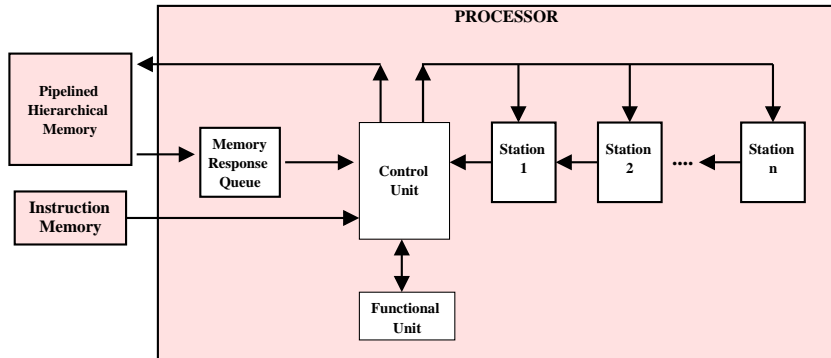 PROCESSOR
Pipelined
Hierarchical
Memory
Memory
Response
Queue
Instruction
Memory
Control
Unit
Station
1
Station
2
....
Station
n
Functional
Unit